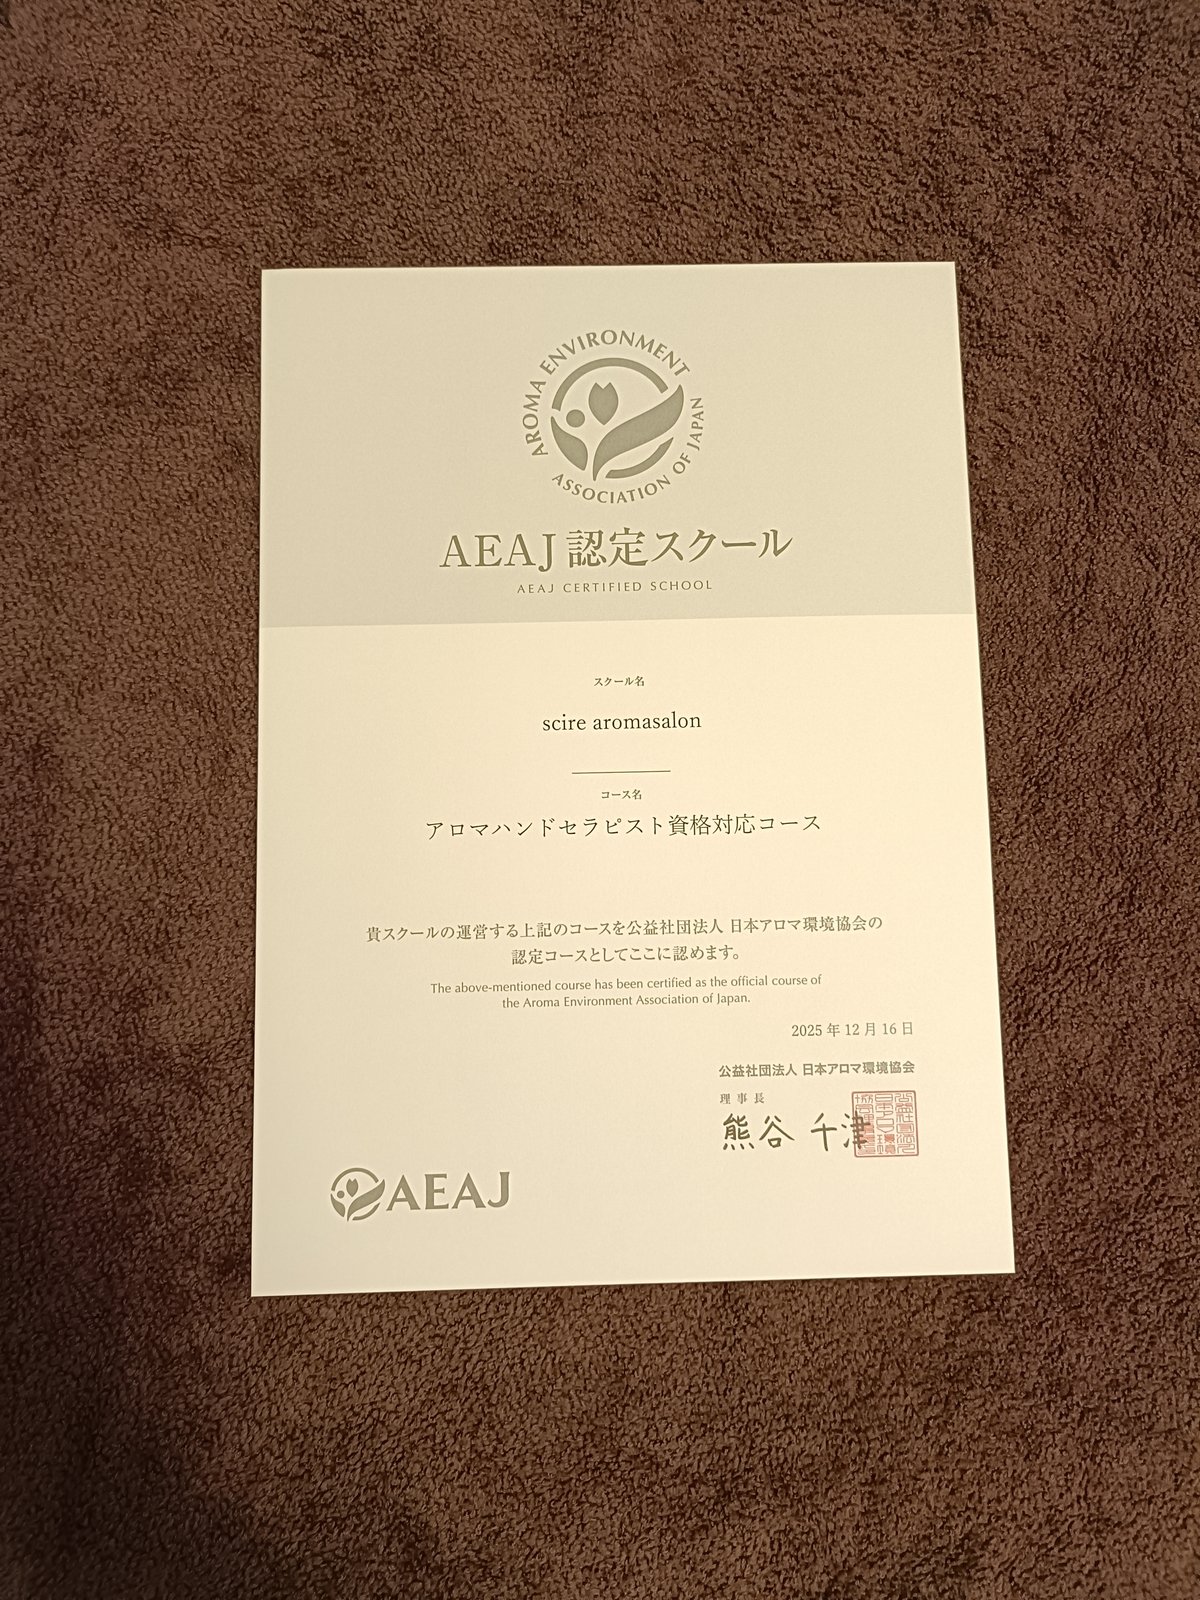 AROMA ENVIRONMENT ASSOCIATION OF JAPAN
AEAJ 認定スクール
AEAJ CERTIFIED SCHOOL
スクール名
scire aromasalon
コース名
アロマハンドセラピスト資格対応コース
貴スクールの運営する上記のコースを公益社団法人 日本アロマ環境協会の
認定コースとしてここに認めます。
The above-mentioned course has been certified as the official course of
the Aroma Environment Association of Japan.
2025 年 12 月 16 日
公益社団法人 日本アロマ環境協会
理事長
熊谷 千津
AEAJ